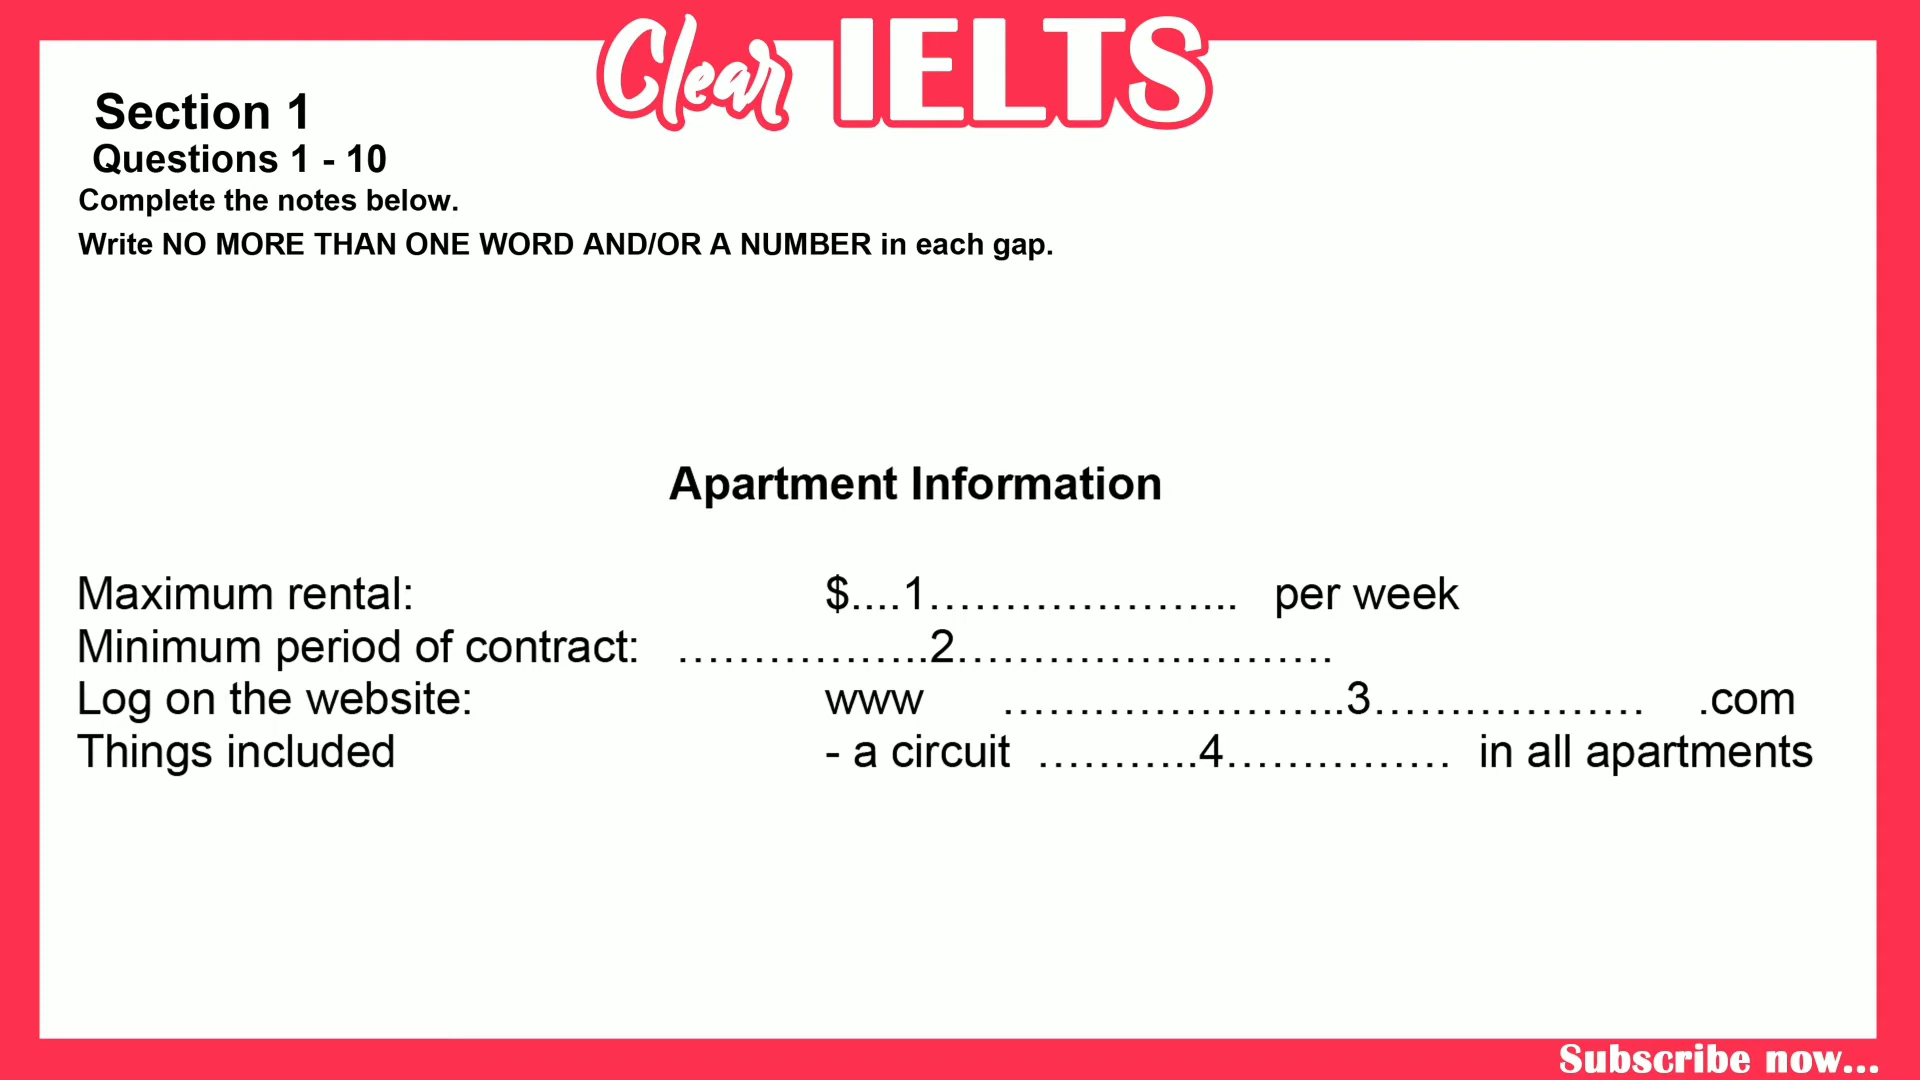 Clear IELTS
Section 1
Questions 1 - 10
Complete the notes below.
Write NO MORE THAN ONE WORD AND/OR A NUMBER in each gap.
Apartment Information
Maximum rental: $....1………………….... per week
Minimum period of contract: ……………..2…………………….
Log on the website: www …………………..3…………….. .com
Things included - a circuit ………..4…………… in all apartments
Subscribe now...